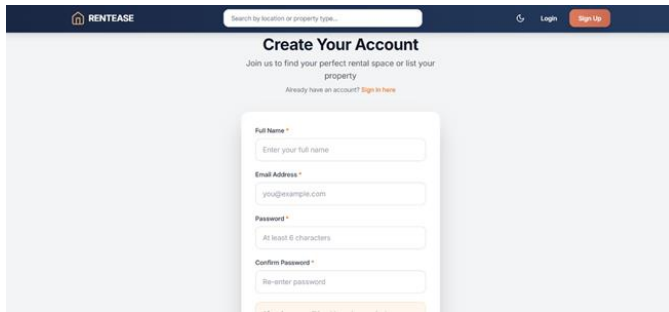 RENTEASE
Search by location or property type...
Login
Sign Up
Create Your Account
Join us to find your perfect rental space or list your
property
Already have an account? Sign in here
Full Name *
Enter your full name
Email Address *
you@example.com
Password *
At least 6 characters
Confirm Password *
Re-enter password